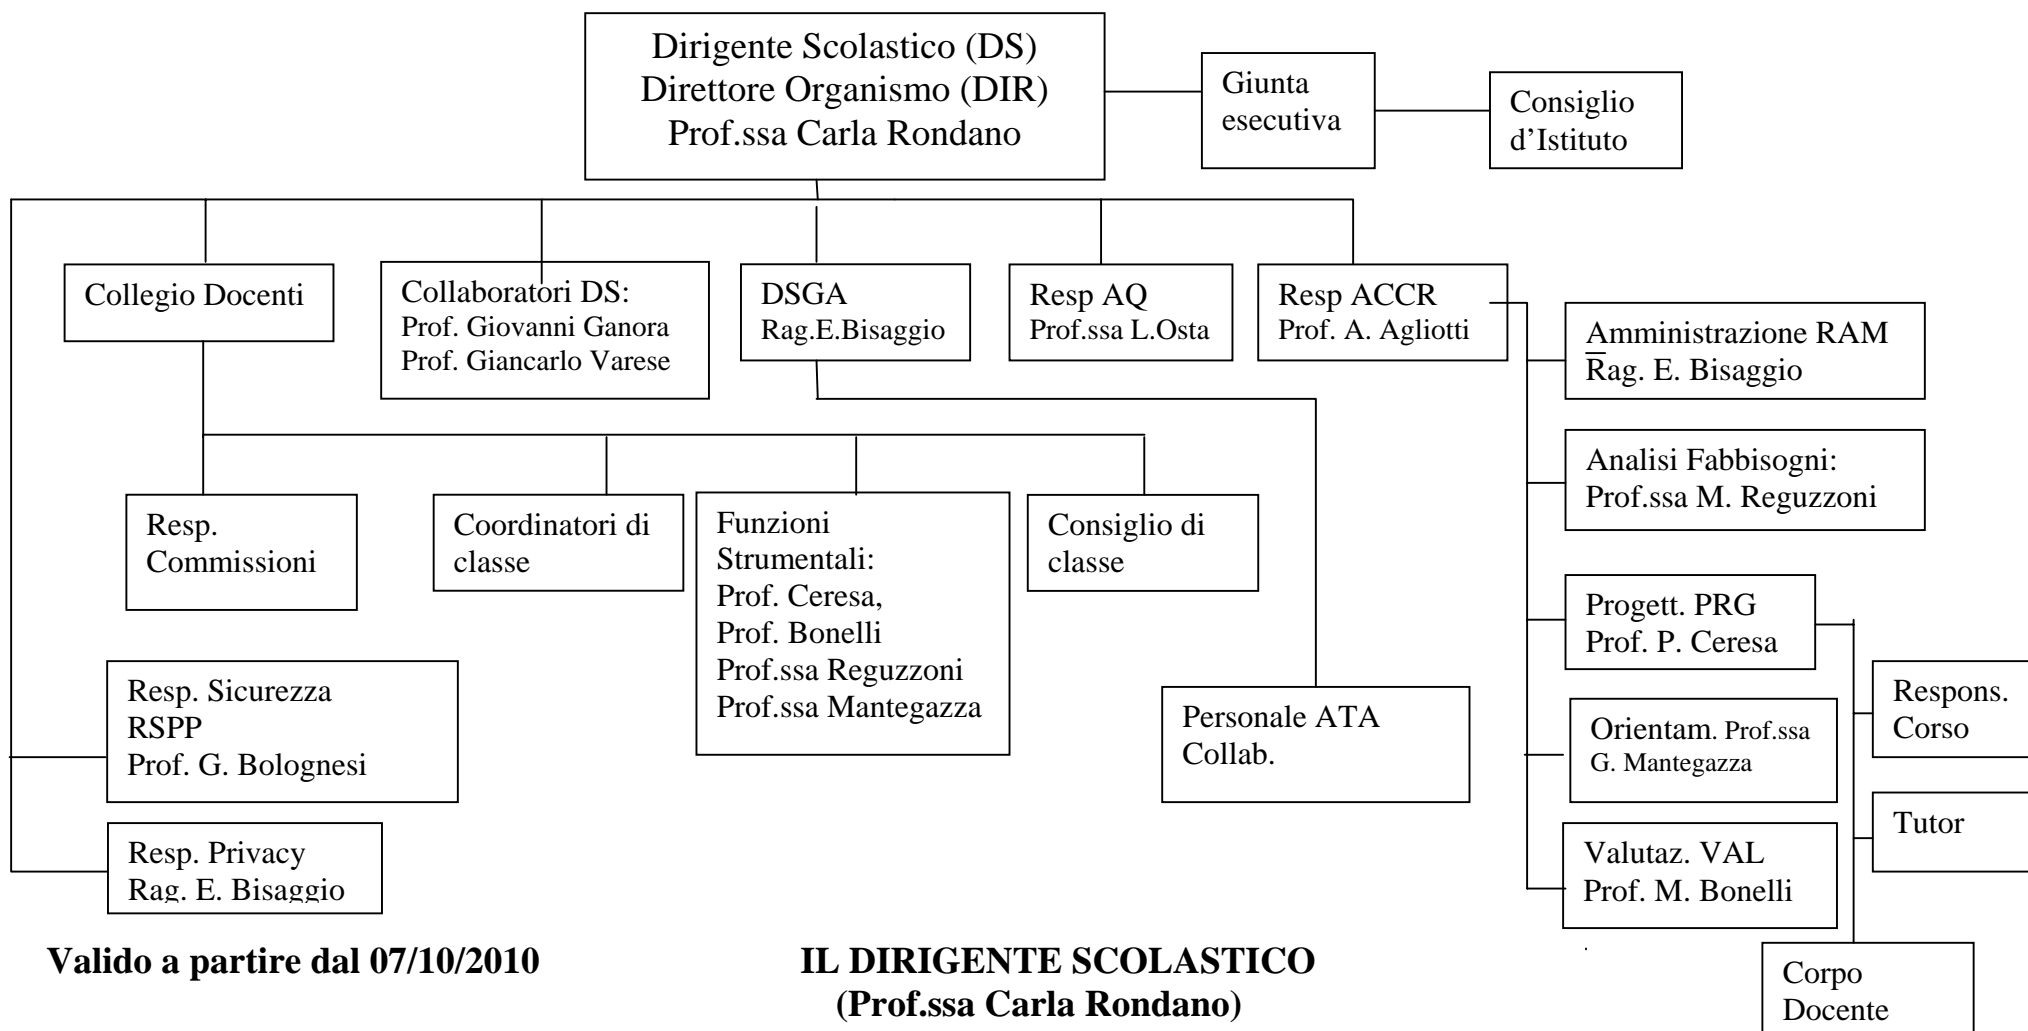 Dirigente Scolastico (DS)
Direttore Organismo (DIR)
Prof.ssa Carla Rondano
Giunta
esecutiva
Consiglio
d’Istituto
Collegio Docenti
Collaboratori DS:
Prof. Giovanni Ganora
Prof. Giancarlo Varese
DSGA
Rag.E.Bisaggio
Resp AQ
Prof.ssa L.Osta
Resp ACCR
Prof. A. Agliotti
Amministrazione RAM
Rag. E. Bisaggio
Analisi Fabbisogni:
Prof.ssa M. Reguzzoni
Resp.
Commissioni
Coordinatori di
classe
Funzioni
Strumentali:
Prof. Ceresa,
Prof. Bonelli
Prof.ssa Reguzzoni
Prof.ssa Mantegazza
Consiglio di
classe
Progett. PRG
Prof. P. Ceresa
Resp. Sicurezza
RSPP
Prof. G. Bolognesi
Personale ATA
Collab.
Orientam. Prof.ssa
G. Mantegazza
Respons.
Corso
Tutor
Resp. Privacy
Rag. E. Bisaggio
Valutaz. VAL
Prof. M. Bonelli
Corpo
Docente
Valido a partire dal 07/10/2010
IL DIRIGENTE SCOLASTICO
(Prof.ssa Carla Rondano)